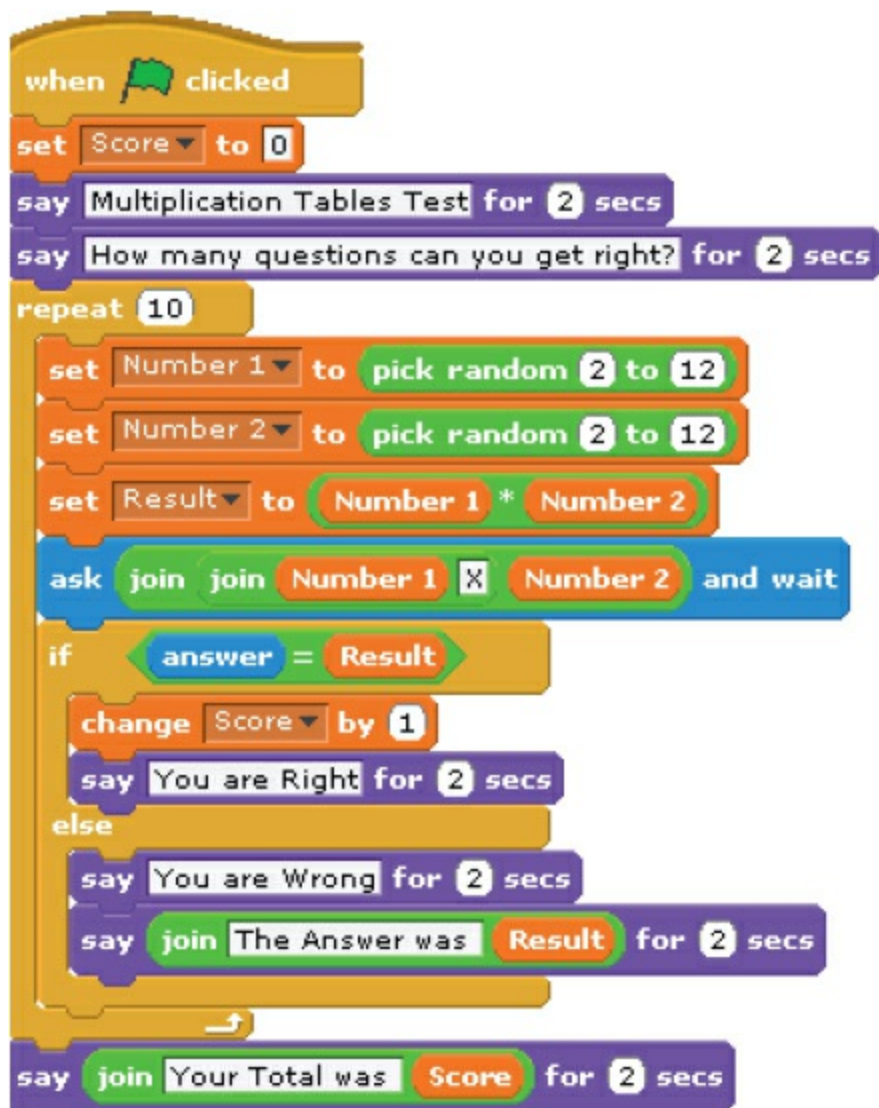 when clicked
set Score to 0
say Multiplication Tables Test for 2 secs
say How many questions can you get right? for 2 secs
repeat 10
set Number 1 to pick random 2 to 12
set Number 2 to pick random 2 to 12
set Result to Number 1 * Number 2
ask join join Number 1 X Number 2 and wait
if answer = Result
change Score by 1
say You are Right for 2 secs
else
say You are Wrong for 2 secs
say join The Answer was Result for 2 secs
say join Your Total was Score for 2 secs